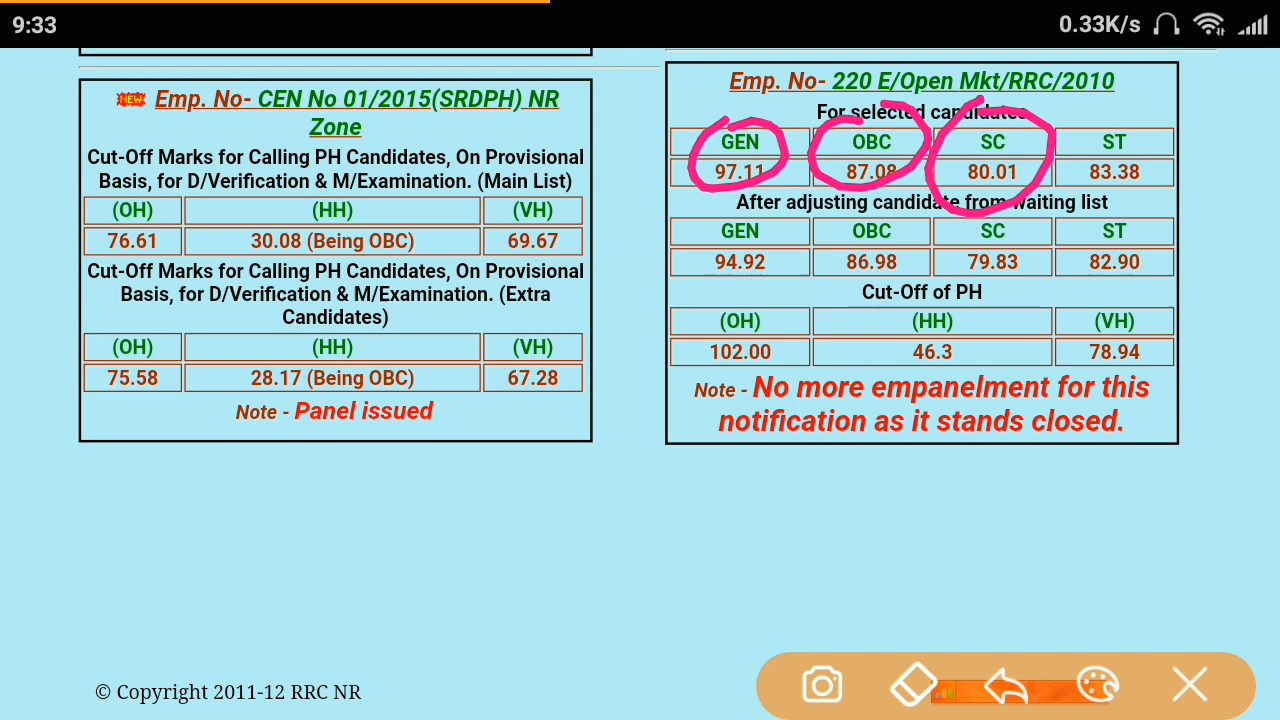 9:33
0.33K/s
NEW Emp. No- CEN No 01/2015(SRDPH) NR
Zone
Cut-Off Marks for Calling PH Candidates, On Provisional
Basis, for D/Verification & M/Examination. (Main List)
(OH) (HH) (VH)
76.61 30.08 (Being OBC) 69.67
Cut-Off Marks for Calling PH Candidates, On Provisional
Basis, for D/Verification & M/Examination. (Extra
Candidates)
(OH) (HH) (VH)
75.58 28.17 (Being OBC) 67.28
Note - Panel issued
Emp. No- 220 E/Open Mkt/RRC/2010
For selected candidates
GEN OBC SC ST
97.11 87.08 80.01 83.38
After adjusting candidate from waiting list
GEN OBC SC ST
94.92 86.98 79.83 82.90
Cut-Off of PH
(OH) (HH) (VH)
102.00 46.3 78.94
Note - No more empanelment for this
notification as it stands closed.
© Copyright 2011-12 RRC NR